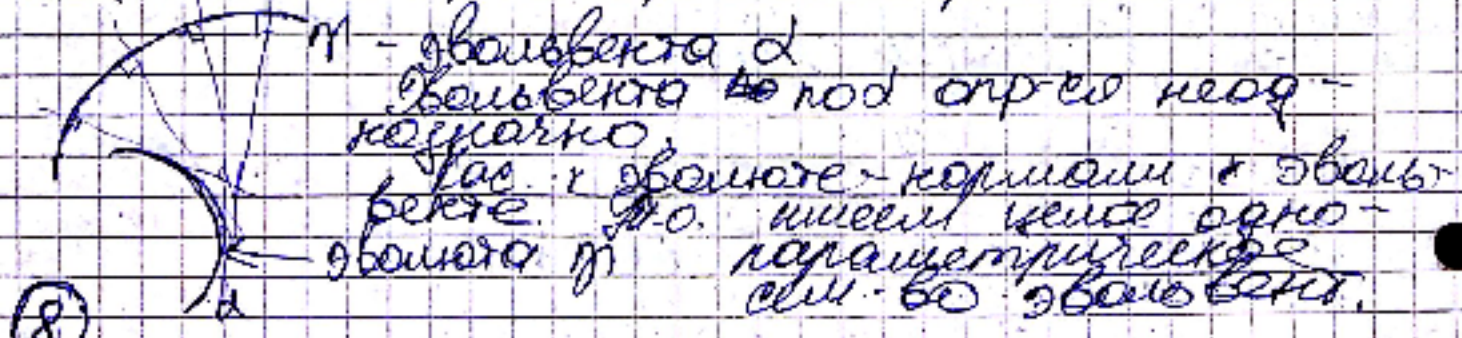 γ - эвольвента α
Эвольвента по α опр-ся неод-
нозначно.
Кас. к эволюте - нормали к эволь-
венте. Т.о. имеем целое одно-
эволюта γ параметрическое
сем-во эвольвент.
α
8